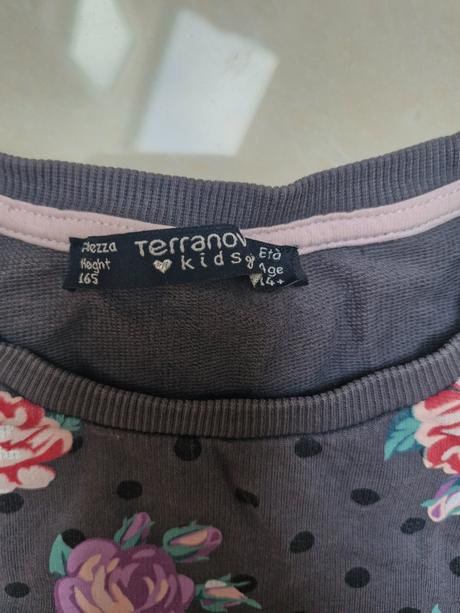 Altezza
Height
165
Terranov
kids
Età
Age
14+